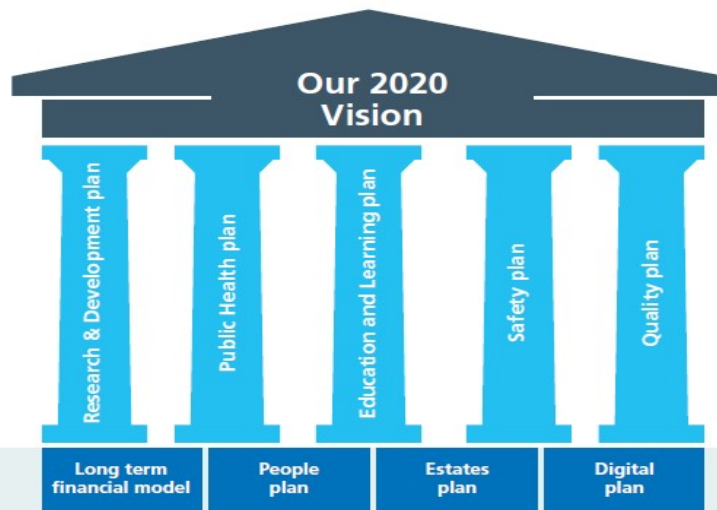 Our 2020
Vision
Research & Development plan
Public Health plan
Education and Learning plan
Safety plan
Quality plan
Long term
financial model
People
plan
Estates
plan
Digital
plan